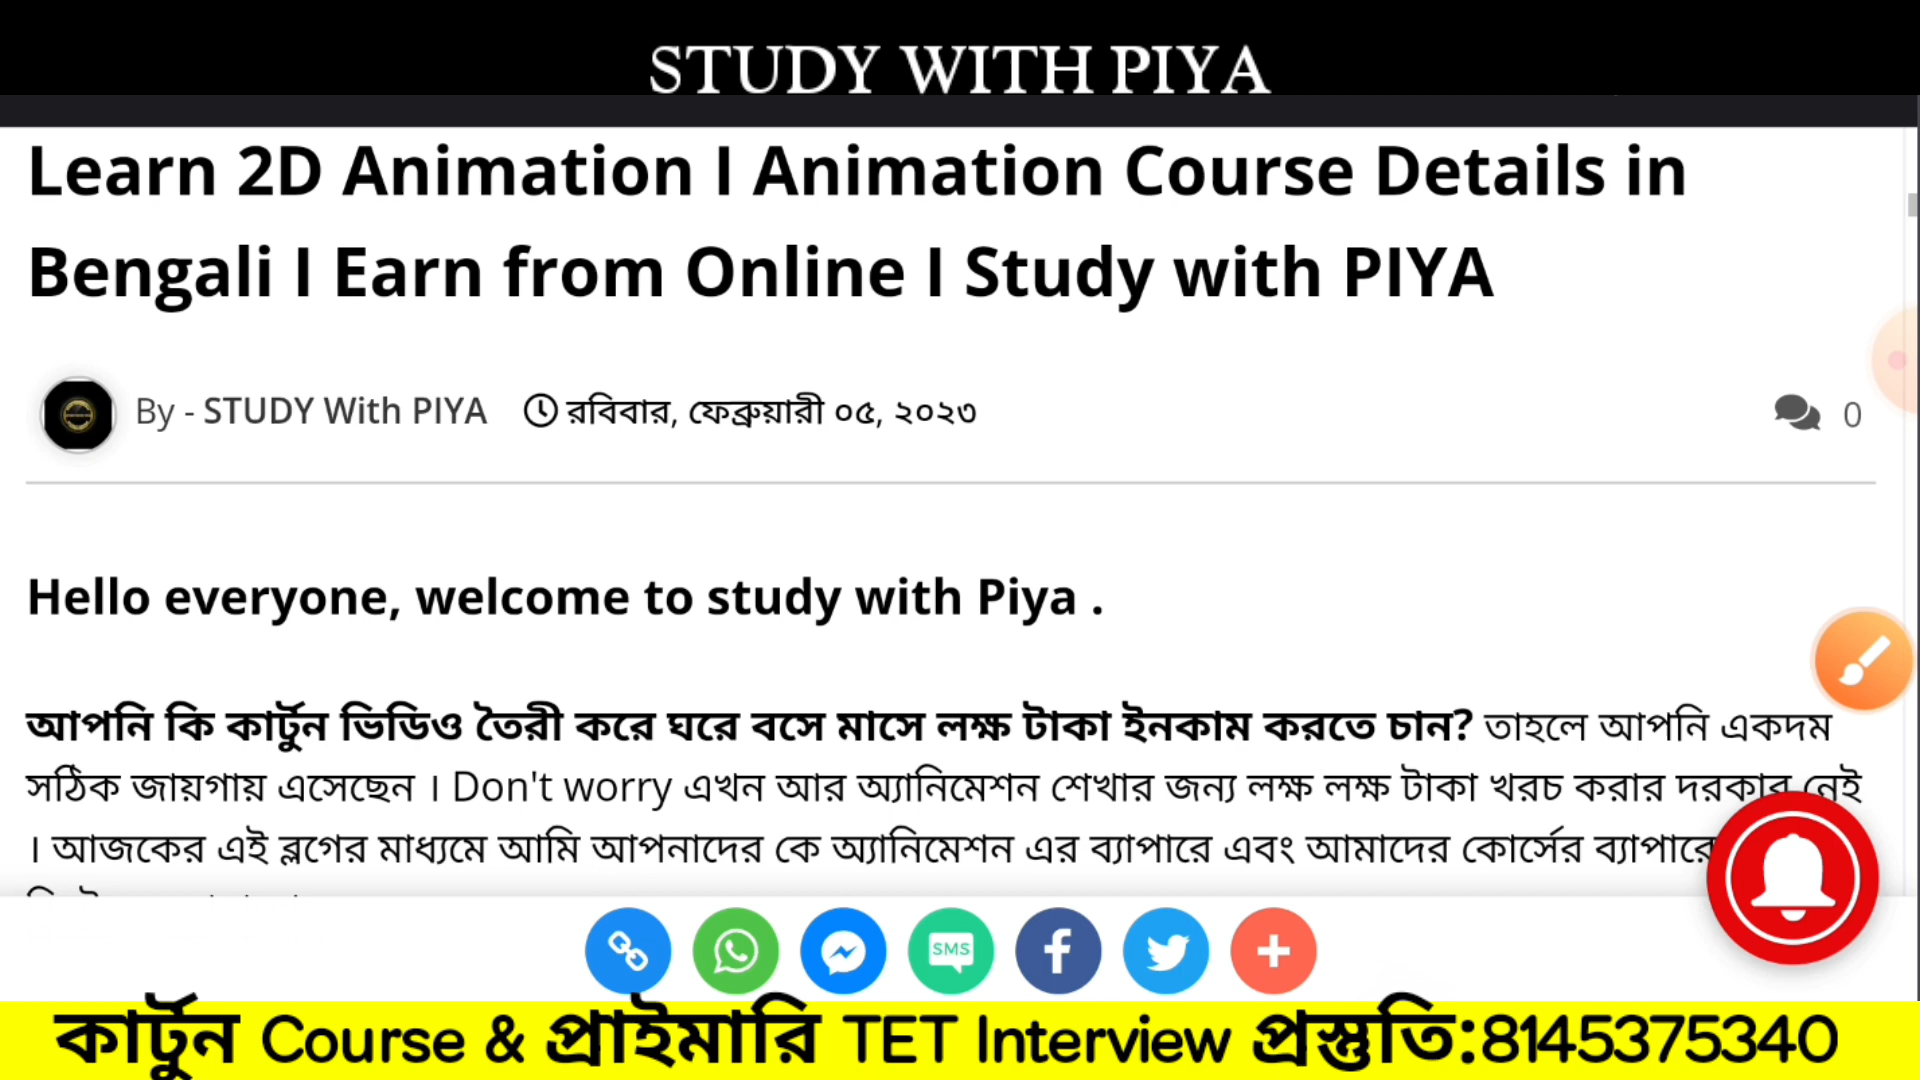 STUDY WITH PIYA
Learn 2D Animation I Animation Course Details in
Bengali I Earn from Online I Study with PIYA
By - STUDY With PIYA রবিবার, ফেব্রুয়ারী ০৫, ২০২৩ 0
Hello everyone, welcome to study with Piya .
আপনি কি কার্টুন ভিডিও তৈরী করে ঘরে বসে মাসে লক্ষ টাকা ইনকাম করতে চান? তাহলে আপনি একদম
সঠিক জায়গায় এসেছেন । Don't worry এখন আর অ্যানিমেশন শেখার জন্য লক্ষ লক্ষ টাকা খরচ করার দরকার নেই
। আজকের এই ব্লগের মাধ্যমে আমি আপনাদের কে অ্যানিমেশন এর ব্যাপারে এবং আমাদের কোর্সের ব্যাপারে
SMS
কার্টুন Course & প্রাইমারি TET Interview প্রস্তুতি:8145375340